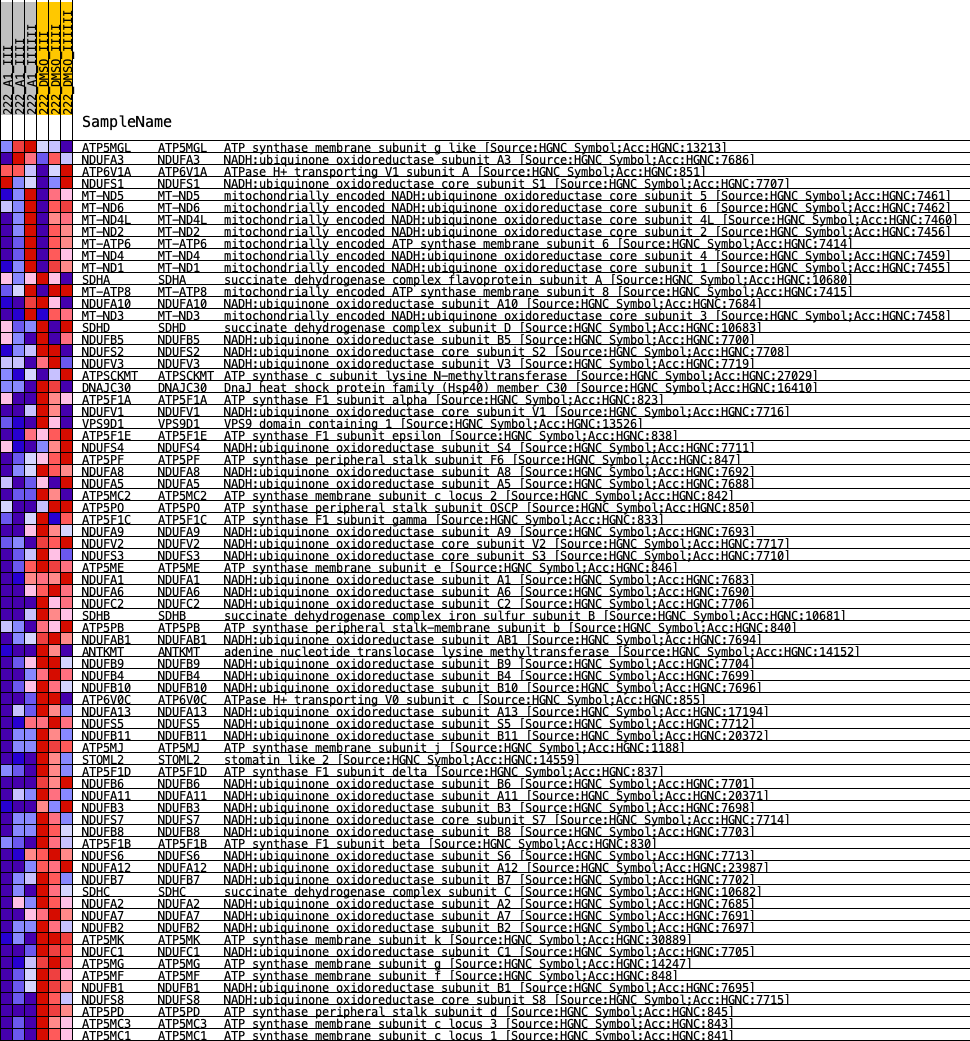 222_A1_III
222_A1_IIII
222_A1_IIIIII
222_DMSO_III
222_DMSO_IIII
222_DMSO_IIIIII
SampleName
ATP5MGL ATP5MGL ATP synthase membrane subunit g like [Source:HGNC Symbol;Acc:HGNC:13213]
NDUFA3 NDUFA3 NADH:ubiquinone oxidoreductase subunit A3 [Source:HGNC Symbol;Acc:HGNC:7686]
ATP6V1A ATP6V1A ATPase H+ transporting V1 subunit A [Source:HGNC Symbol;Acc:HGNC:851]
NDUFS1 NDUFS1 NADH:ubiquinone oxidoreductase core subunit S1 [Source:HGNC Symbol;Acc:HGNC:7707]
MT-ND5 MT-ND5 mitochondrially encoded NADH:ubiquinone oxidoreductase core subunit 5 [Source:HGNC Symbol;Acc:HGNC:7461]
MT-ND6 MT-ND6 mitochondrially encoded NADH:ubiquinone oxidoreductase core subunit 6 [Source:HGNC Symbol;Acc:HGNC:7462]
MT-ND4L MT-ND4L mitochondrially encoded NADH:ubiquinone oxidoreductase core subunit 4L [Source:HGNC Symbol;Acc:HGNC:7460]
MT-ND2 MT-ND2 mitochondrially encoded NADH:ubiquinone oxidoreductase core subunit 2 [Source:HGNC Symbol;Acc:HGNC:7456]
MT-ATP6 MT-ATP6 mitochondrially encoded ATP synthase membrane subunit 6 [Source:HGNC Symbol;Acc:HGNC:7414]
MT-ND4 MT-ND4 mitochondrially encoded NADH:ubiquinone oxidoreductase core subunit 4 [Source:HGNC Symbol;Acc:HGNC:7459]
MT-ND1 MT-ND1 mitochondrially encoded NADH:ubiquinone oxidoreductase core subunit 1 [Source:HGNC Symbol;Acc:HGNC:7455]
SDHA SDHA succinate dehydrogenase complex flavoprotein subunit A [Source:HGNC Symbol;Acc:HGNC:10680]
MT-ATP8 MT-ATP8 mitochondrially encoded ATP synthase membrane subunit 8 [Source:HGNC Symbol;Acc:HGNC:7415]
NDUFA10 NDUFA10 NADH:ubiquinone oxidoreductase subunit A10 [Source:HGNC Symbol;Acc:HGNC:7684]
MT-ND3 MT-ND3 mitochondrially encoded NADH:ubiquinone oxidoreductase core subunit 3 [Source:HGNC Symbol;Acc:HGNC:7458]
SDHD SDHD succinate dehydrogenase complex subunit D [Source:HGNC Symbol;Acc:HGNC:10683]
NDUFB5 NDUFB5 NADH:ubiquinone oxidoreductase subunit B5 [Source:HGNC Symbol;Acc:HGNC:7700]
NDUFS2 NDUFS2 NADH:ubiquinone oxidoreductase core subunit S2 [Source:HGNC Symbol;Acc:HGNC:7708]
NDUFV3 NDUFV3 NADH:ubiquinone oxidoreductase subunit V3 [Source:HGNC Symbol;Acc:HGNC:7719]
ATPSCKMT ATPSCKMT ATP synthase c subunit lysine N-methyltransferase [Source:HGNC Symbol;Acc:HGNC:27029]
DNAJC30 DNAJC30 DnaJ heat shock protein family (Hsp40) member C30 [Source:HGNC Symbol;Acc:HGNC:16410]
ATP5F1A ATP5F1A ATP synthase F1 subunit alpha [Source:HGNC Symbol;Acc:HGNC:823]
NDUFV1 NDUFV1 NADH:ubiquinone oxidoreductase core subunit V1 [Source:HGNC Symbol;Acc:HGNC:7716]
VPS9D1 VPS9D1 VPS9 domain containing 1 [Source:HGNC Symbol;Acc:HGNC:13526]
ATP5F1E ATP5F1E ATP synthase F1 subunit epsilon [Source:HGNC Symbol;Acc:HGNC:838]
NDUFS4 NDUFS4 NADH:ubiquinone oxidoreductase subunit S4 [Source:HGNC Symbol;Acc:HGNC:7711]
ATP5PF ATP5PF ATP synthase peripheral stalk subunit F6 [Source:HGNC Symbol;Acc:HGNC:847]
NDUFA8 NDUFA8 NADH:ubiquinone oxidoreductase subunit A8 [Source:HGNC Symbol;Acc:HGNC:7692]
NDUFA5 NDUFA5 NADH:ubiquinone oxidoreductase subunit A5 [Source:HGNC Symbol;Acc:HGNC:7688]
ATP5MC2 ATP5MC2 ATP synthase membrane subunit c locus 2 [Source:HGNC Symbol;Acc:HGNC:842]
ATP5PO ATP5PO ATP synthase peripheral stalk subunit OSCP [Source:HGNC Symbol;Acc:HGNC:850]
ATP5F1C ATP5F1C ATP synthase F1 subunit gamma [Source:HGNC Symbol;Acc:HGNC:833]
NDUFA9 NDUFA9 NADH:ubiquinone oxidoreductase subunit A9 [Source:HGNC Symbol;Acc:HGNC:7693]
NDUFV2 NDUFV2 NADH:ubiquinone oxidoreductase core subunit V2 [Source:HGNC Symbol;Acc:HGNC:7717]
NDUFS3 NDUFS3 NADH:ubiquinone oxidoreductase core subunit S3 [Source:HGNC Symbol;Acc:HGNC:7710]
ATP5ME ATP5ME ATP synthase membrane subunit e [Source:HGNC Symbol;Acc:HGNC:846]
NDUFA1 NDUFA1 NADH:ubiquinone oxidoreductase subunit A1 [Source:HGNC Symbol;Acc:HGNC:7683]
NDUFA6 NDUFA6 NADH:ubiquinone oxidoreductase subunit A6 [Source:HGNC Symbol;Acc:HGNC:7690]
NDUFC2 NDUFC2 NADH:ubiquinone oxidoreductase subunit C2 [Source:HGNC Symbol;Acc:HGNC:7706]
SDHB SDHB succinate dehydrogenase complex iron sulfur subunit B [Source:HGNC Symbol;Acc:HGNC:10681]
ATP5PB ATP5PB ATP synthase peripheral stalk-membrane subunit b [Source:HGNC Symbol;Acc:HGNC:840]
NDUFAB1 NDUFAB1 NADH:ubiquinone oxidoreductase subunit AB1 [Source:HGNC Symbol;Acc:HGNC:7694]
ANTKMT ANTKMT adenine nucleotide translocase lysine methyltransferase [Source:HGNC Symbol;Acc:HGNC:14152]
NDUFB9 NDUFB9 NADH:ubiquinone oxidoreductase subunit B9 [Source:HGNC Symbol;Acc:HGNC:7704]
NDUFB4 NDUFB4 NADH:ubiquinone oxidoreductase subunit B4 [Source:HGNC Symbol;Acc:HGNC:7699]
NDUFB10 NDUFB10 NADH:ubiquinone oxidoreductase subunit B10 [Source:HGNC Symbol;Acc:HGNC:7696]
ATP6V0C ATP6V0C ATPase H+ transporting V0 subunit c [Source:HGNC Symbol;Acc:HGNC:855]
NDUFA13 NDUFA13 NADH:ubiquinone oxidoreductase subunit A13 [Source:HGNC Symbol;Acc:HGNC:17194]
NDUFS5 NDUFS5 NADH:ubiquinone oxidoreductase subunit S5 [Source:HGNC Symbol;Acc:HGNC:7712]
NDUFB11 NDUFB11 NADH:ubiquinone oxidoreductase subunit B11 [Source:HGNC Symbol;Acc:HGNC:20372]
ATP5MJ ATP5MJ ATP synthase membrane subunit j [Source:HGNC Symbol;Acc:HGNC:1188]
STOML2 STOML2 stomatin like 2 [Source:HGNC Symbol;Acc:HGNC:14559]
ATP5F1D ATP5F1D ATP synthase F1 subunit delta [Source:HGNC Symbol;Acc:HGNC:837]
NDUFB6 NDUFB6 NADH:ubiquinone oxidoreductase subunit B6 [Source:HGNC Symbol;Acc:HGNC:7701]
NDUFA11 NDUFA11 NADH:ubiquinone oxidoreductase subunit A11 [Source:HGNC Symbol;Acc:HGNC:20371]
NDUFB3 NDUFB3 NADH:ubiquinone oxidoreductase subunit B3 [Source:HGNC Symbol;Acc:HGNC:7698]
NDUFS7 NDUFS7 NADH:ubiquinone oxidoreductase core subunit S7 [Source:HGNC Symbol;Acc:HGNC:7714]
NDUFB8 NDUFB8 NADH:ubiquinone oxidoreductase subunit B8 [Source:HGNC Symbol;Acc:HGNC:7703]
ATP5F1B ATP5F1B ATP synthase F1 subunit beta [Source:HGNC Symbol;Acc:HGNC:830]
NDUFS6 NDUFS6 NADH:ubiquinone oxidoreductase subunit S6 [Source:HGNC Symbol;Acc:HGNC:7713]
NDUFA12 NDUFA12 NADH:ubiquinone oxidoreductase subunit A12 [Source:HGNC Symbol;Acc:HGNC:23987]
NDUFB7 NDUFB7 NADH:ubiquinone oxidoreductase subunit B7 [Source:HGNC Symbol;Acc:HGNC:7702]
SDHC SDHC succinate dehydrogenase complex subunit C [Source:HGNC Symbol;Acc:HGNC:10682]
NDUFA2 NDUFA2 NADH:ubiquinone oxidoreductase subunit A2 [Source:HGNC Symbol;Acc:HGNC:7685]
NDUFA7 NDUFA7 NADH:ubiquinone oxidoreductase subunit A7 [Source:HGNC Symbol;Acc:HGNC:7691]
NDUFB2 NDUFB2 NADH:ubiquinone oxidoreductase subunit B2 [Source:HGNC Symbol;Acc:HGNC:7697]
ATP5MK ATP5MK ATP synthase membrane subunit k [Source:HGNC Symbol;Acc:HGNC:30889]
NDUFC1 NDUFC1 NADH:ubiquinone oxidoreductase subunit C1 [Source:HGNC Symbol;Acc:HGNC:7705]
ATP5MG ATP5MG ATP synthase membrane subunit g [Source:HGNC Symbol;Acc:HGNC:14247]
ATP5MF ATP5MF ATP synthase membrane subunit f [Source:HGNC Symbol;Acc:HGNC:848]
NDUFB1 NDUFB1 NADH:ubiquinone oxidoreductase subunit B1 [Source:HGNC Symbol;Acc:HGNC:7695]
NDUFS8 NDUFS8 NADH:ubiquinone oxidoreductase core subunit S8 [Source:HGNC Symbol;Acc:HGNC:7715]
ATP5PD ATP5PD ATP synthase peripheral stalk subunit d [Source:HGNC Symbol;Acc:HGNC:845]
ATP5MC3 ATP5MC3 ATP synthase membrane subunit c locus 3 [Source:HGNC Symbol;Acc:HGNC:843]
ATP5MC1 ATP5MC1 ATP synthase membrane subunit c locus 1 [Source:HGNC Symbol;Acc:HGNC:841]